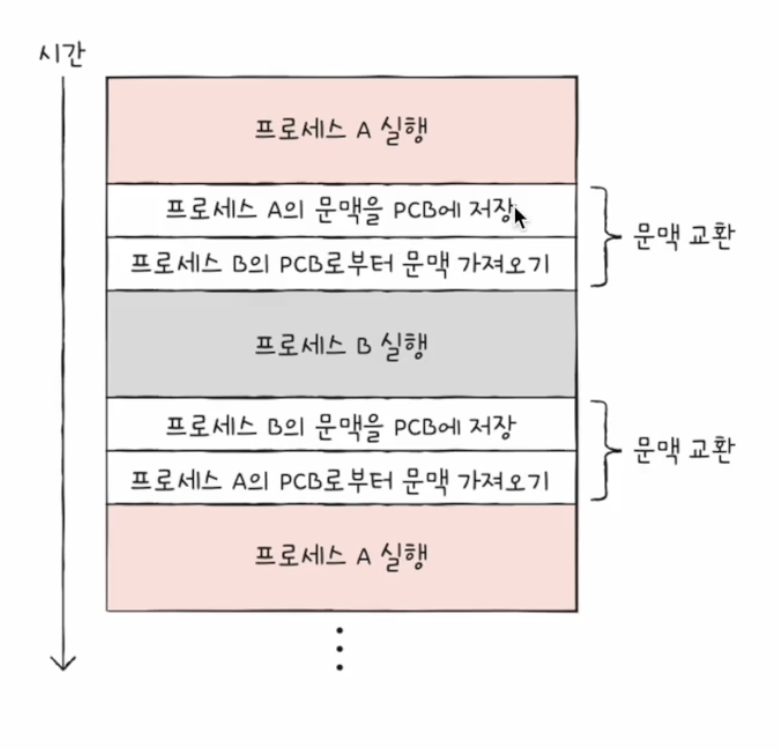 시간
프로세스 A 실행
프로세스 A의 문맥을 PCB에 저장
프로세스 B의 PCB로부터 문맥 가져오기
문맥 교환
프로세스 B 실행
프로세스 B의 문맥을 PCB에 저장
프로세스 A의 PCB로부터 문맥 가져오기
문맥 교환
프로세스 A 실행